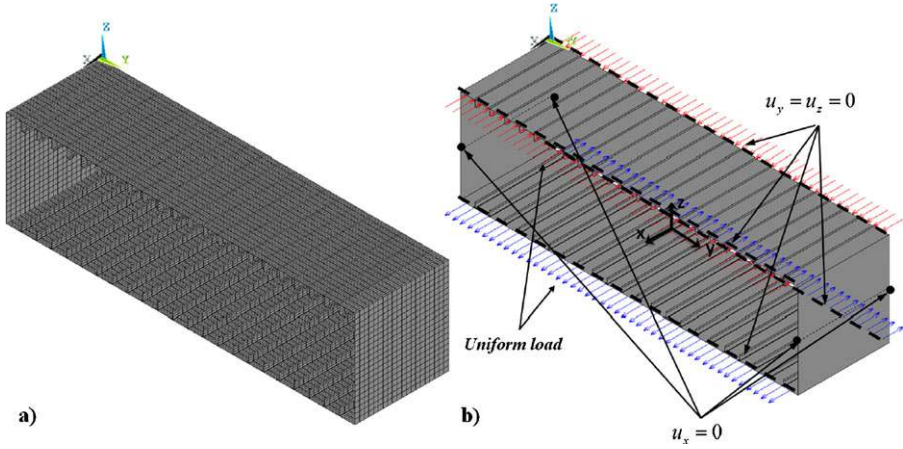 Z
X Y
Z
u_y = u_z = 0
z
x y
Uniform load
a)
b)
u_x = 0